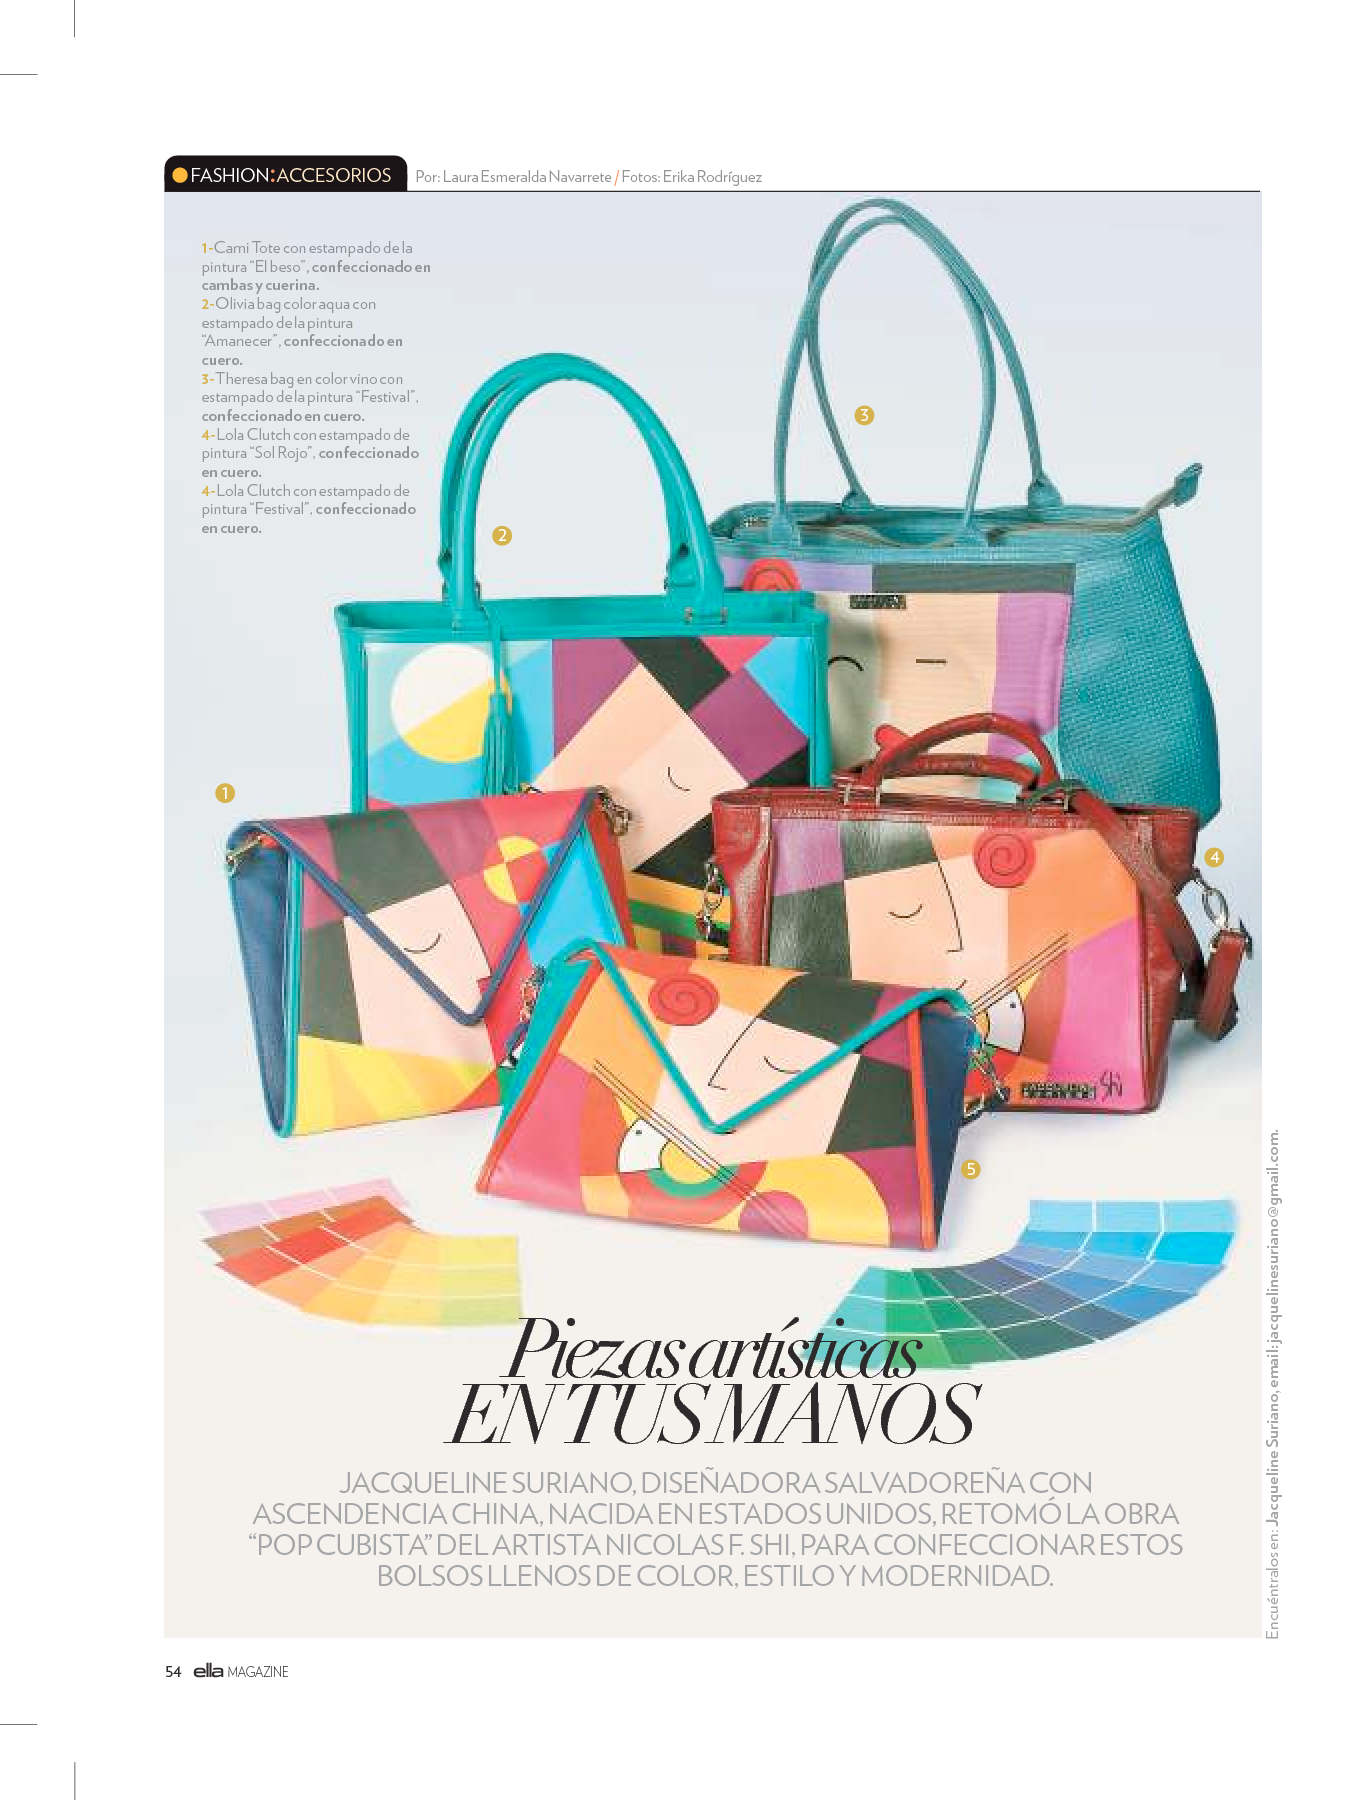 FASHION:ACCESORIOS
Por: Laura Esmeralda Navarrete / Fotos: Erika Rodríguez
1-Cami Tote con estampado de la
pintura “El beso”, confeccionado en
cambas y cuerina.
2-Olivia bag color aqua con
estampado de la pintura
“Amanecer”, confeccionado en
cuero.
3-Theresa bag en color vino con
estampado de la pintura “Festival”,
confeccionado en cuero.
4-Lola Clutch con estampado de
pintura “Sol Rojo”, confeccionado
en cuero.
4-Lola Clutch con estampado de
pintura “Festival”, confeccionado
en cuero.
3
2
1
4
Shi
5
Piezas artísticas
EN TUS MANOS
JACQUELINE SURIANO, DISEÑADORA SALVADOREÑA CON
ASCENDENCIA CHINA, NACIDA EN ESTADOS UNIDOS, RETOMÓ LA OBRA
“POP CUBISTA” DEL ARTISTA NICOLAS F. SHI, PARA CONFECCIONAR ESTOS
BOLSOS LLENOS DE COLOR, ESTILO Y MODERNIDAD.
Encuéntralos en: Jacqueline Suriano, email: jacquelinesuriano@gmail.com.
54 ella MAGAZINE